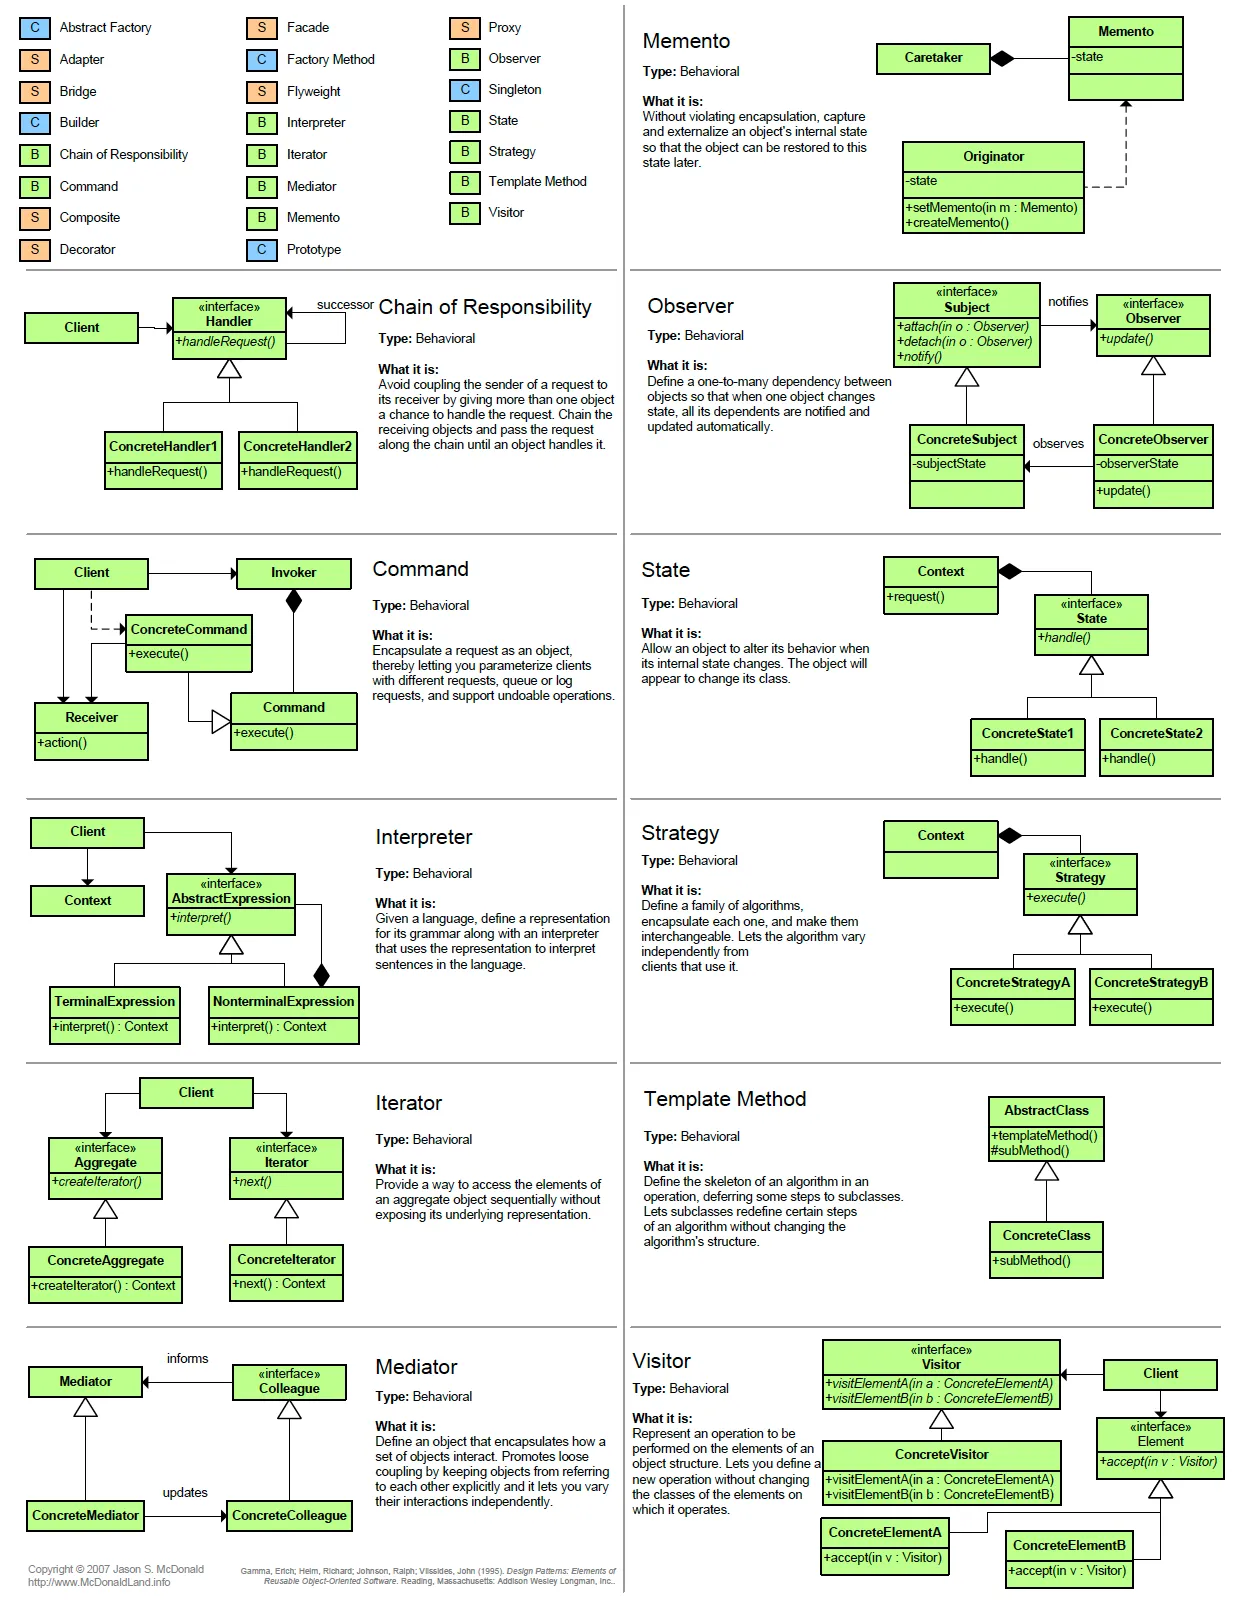 C Abstract Factory
S Adapter
S Bridge
C Builder
B Chain of Responsibility
B Command
S Composite
S Decorator
S Facade
C Factory Method
S Flyweight
B Interpreter
B Iterator
B Mediator
B Memento
C Prototype
S Proxy
B Observer
C Singleton
B State
B Strategy
B Template Method
B Visitor
Client
«interface»
Handler
+handleRequest()
successor
ConcreteHandler1
+handleRequest()
ConcreteHandler2
+handleRequest()
Chain of Responsibility
Type: Behavioral
What it is:
Avoid coupling the sender of a request to
its receiver by giving more than one object
a chance to handle the request. Chain the
receiving objects and pass the request
along the chain until an object handles it.
Client
Invoker
ConcreteCommand
+execute()
Receiver
+action()
Command
+execute()
Command
Type: Behavioral
What it is:
Encapsulate a request as an object,
thereby letting you parameterize clients
with different requests, queue or log
requests, and support undoable operations.
Client
Context
«interface»
AbstractExpression
+interpret()
TerminalExpression
+interpret() : Context
NonterminalExpression
+interpret() : Context
Interpreter
Type: Behavioral
What it is:
Given a language, define a representation
for its grammar along with an interpreter
that uses the representation to interpret
sentences in the language.
Client
«interface»
Aggregate
+createIterator()
«interface»
Iterator
+next()
ConcreteAggregate
+createIterator() : Context
ConcreteIterator
+next() : Context
Iterator
Type: Behavioral
What it is:
Provide a way to access the elements of
an aggregate object sequentially without
exposing its underlying representation.
Mediator
informs
«interface»
Colleague
updates
ConcreteMediator
ConcreteColleague
Mediator
Type: Behavioral
What it is:
Define an object that encapsulates how a
set of objects interact. Promotes loose
coupling by keeping objects from referring
to each other explicitly and it lets you vary
their interactions independently.
Copyright © 2007 Jason S. McDonald
http://www.McDonaldLand.info
Gamma, Erich; Helm, Richard; Johnson, Ralph; Vlissides, John (1995). Design Patterns: Elements of
Reusable Object-Oriented Software. Reading, Massachusetts: Addison Wesley Longman, Inc..
Memento
Type: Behavioral
What it is:
Without violating encapsulation, capture
and externalize an object's internal state
so that the object can be restored to this
state later.
Caretaker
Memento
-state
Originator
-state
+setMemento(in m : Memento)
+createMemento()
Observer
Type: Behavioral
What it is:
Define a one-to-many dependency between
objects so that when one object changes
state, all its dependents are notified and
updated automatically.
«interface»
Subject
+attach(in o : Observer)
+detach(in o : Observer)
+notify()
notifies
«interface»
Observer
+update()
ConcreteSubject
-subjectState
observes
ConcreteObserver
-observerState
+update()
State
Type: Behavioral
What it is:
Allow an object to alter its behavior when
its internal state changes. The object will
appear to change its class.
Context
+request()
«interface»
State
+handle()
ConcreteState1
+handle()
ConcreteState2
+handle()
Strategy
Type: Behavioral
What it is:
Define a family of algorithms,
encapsulate each one, and make them
interchangeable. Lets the algorithm vary
independently from
clients that use it.
Context
«interface»
Strategy
+execute()
ConcreteStrategyA
+execute()
ConcreteStrategyB
+execute()
Template Method
Type: Behavioral
What it is:
Define the skeleton of an algorithm in an
operation, deferring some steps to subclasses.
Lets subclasses redefine certain steps
of an algorithm without changing the
algorithm's structure.
AbstractClass
+templateMethod()
#subMethod()
ConcreteClass
+subMethod()
Visitor
Type: Behavioral
What it is:
Represent an operation to be
performed on the elements of an
object structure. Lets you define a
new operation without changing
the classes of the elements on
which it operates.
«interface»
Visitor
+visitElementA(in a : ConcreteElementA)
+visitElementB(in b : ConcreteElementB)
Client
«interface»
Element
+accept(in v : Visitor)
ConcreteVisitor
+visitElementA(in a : ConcreteElementA)
+visitElementB(in b : ConcreteElementB)
ConcreteElementA
+accept(in v : Visitor)
ConcreteElementB
+accept(in v : Visitor)